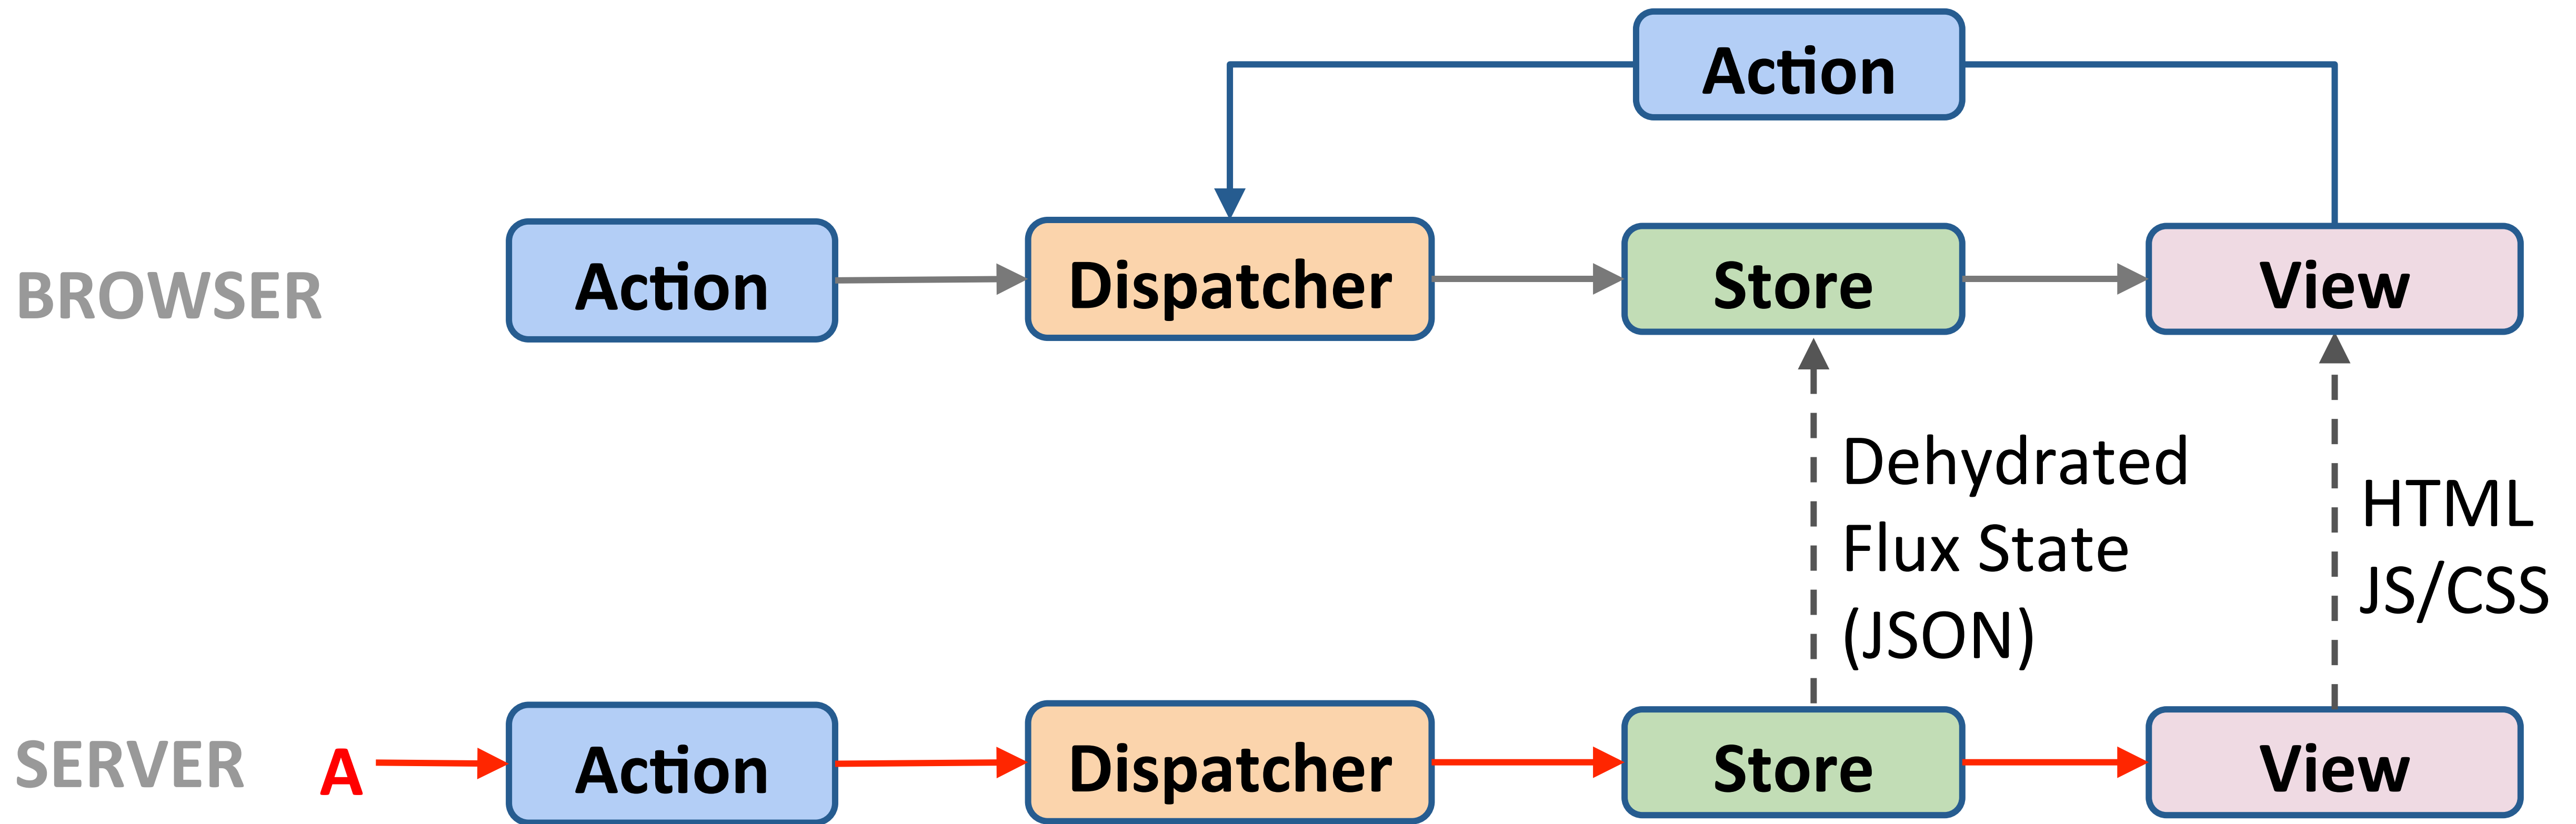 Action
BROWSER
Action
Dispatcher
Store
View
Dehydrated
Flux State
(JSON)
HTML
JS/CSS
SERVER
A
Action
Dispatcher
Store
View